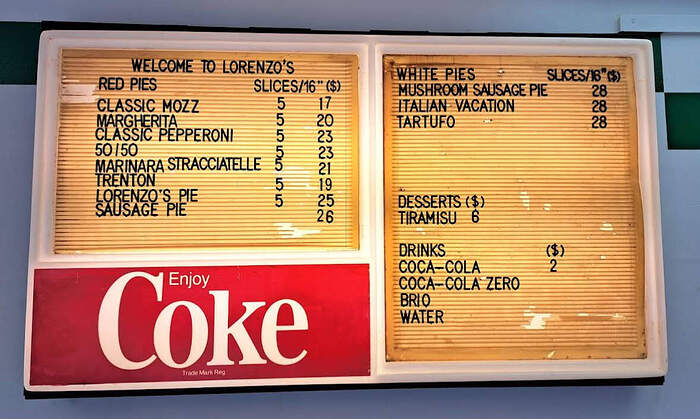 WELCOME TO LORENZO'S
RED PIES SLICES/16" ($)
CLASSIC MOZZ 5 17
MARGHERITA 5 20
CLASSIC PEPPERONI 5 23
50/50 5 23
MARINARA STRACCIATELLE 5 21
TRENTON 5 19
LORENZO'S PIE 5 25
SAUSAGE PIE 26
Enjoy
Coke
Trade Mark Reg
WHITE PIES SLICES/16" ($)
MUSHROOM SAUSAGE PIE 28
ITALIAN VACATION 28
TARTUFO 28
DESSERTS ($)
TIRAMISU 6
DRINKS ($)
COCA-COLA 2
COCA-COLA ZERO
BRIO
WATER